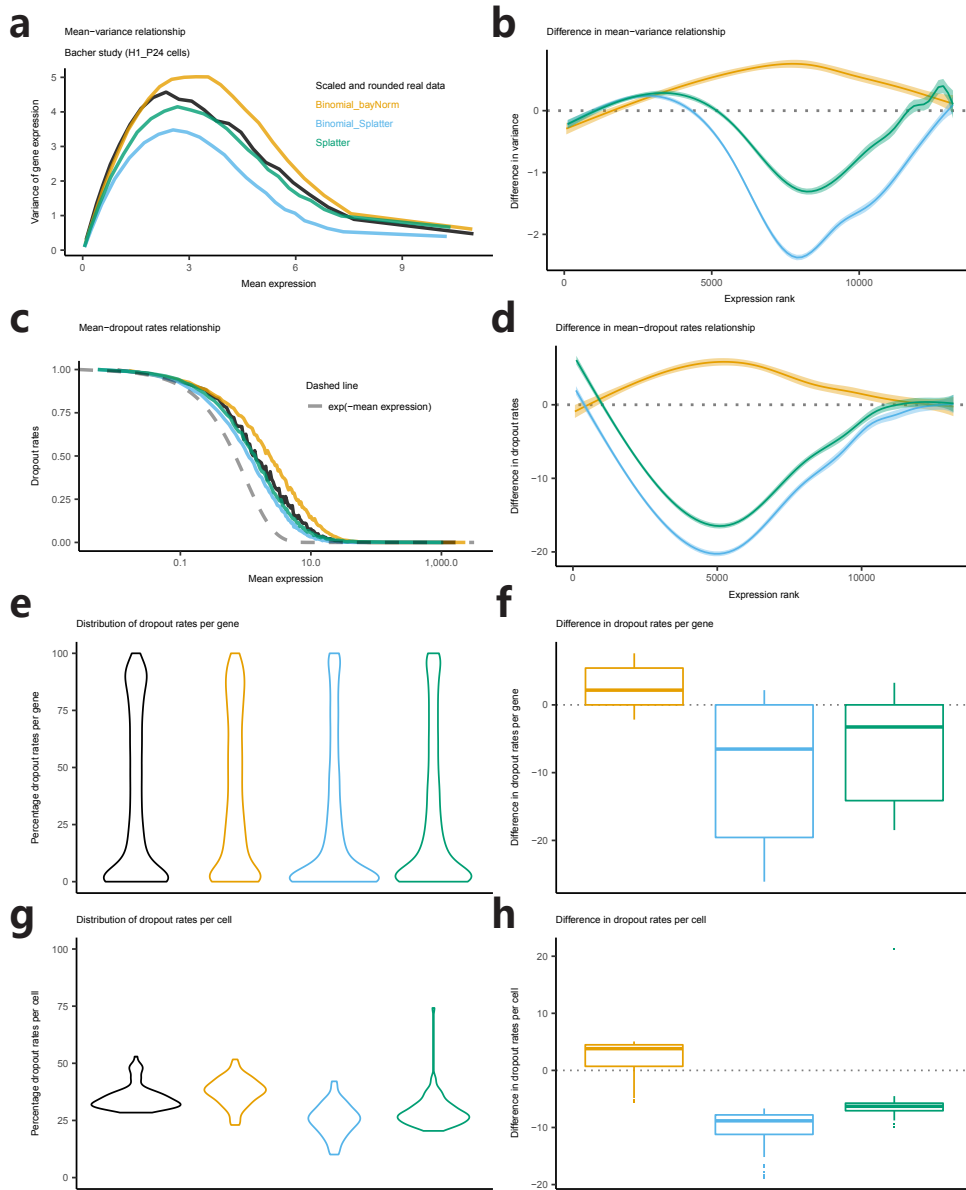 a
Mean−variance relationship
Bacher study (H1_P24 cells)
Variance of gene expression
5
4
3
2
1
0
Scaled and rounded real data
Binomial_bayNorm
Binomial_Splatter
Splatter
0 3 6 9
Mean expression
b
Difference in mean−variance relationship
Difference in variance
0
−1
−2
0 5000 10000
Expression rank
c
Mean−dropout rates relationship
Dropout rates
1.00
0.75
0.50
0.25
0.00
Dashed line
exp(−mean expression)
0.1 10.0 1,000.0
Mean expression
d
Difference in mean−dropout rates relationship
Difference in dropout rates
0
−10
−20
0 5000 10000
Expression rank
e
Distribution of dropout rates per gene
Percentage dropout rates per gene
100
75
50
25
0
f
Difference in dropout rates per gene
Difference in dropout rates per gene
0
−10
−20
g
Distribution of dropout rates per cell
Percentage dropout rates per cell
100
75
50
25
0
h
Difference in dropout rates per cell
Difference in dropout rates per cell
20
10
0
−10
−20